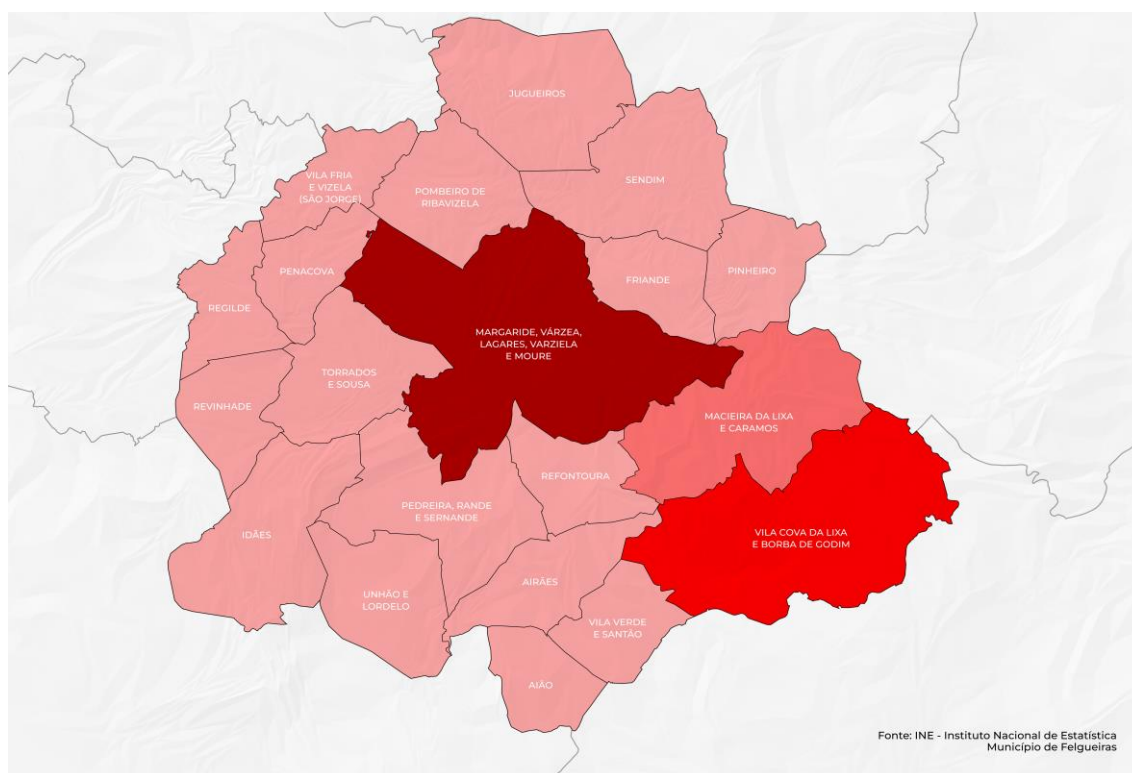 JUGUEIROS
SENDIM
VILA FRIA
E VIZELA
(SÃO JORGE)
POMBEIRO DE
RIBAVIZELA
PENACOVA
FRIANDE
PINHEIRO
REGILDE
MARGARIDE, VÁRZEA,
LAGARES, VARZIELA
E MOURE
TORRADOS
E SOUSA
REVINHADE
MACIEIRA DA LIXA
E CARAMOS
REFONTOURA
PEDREIRA, RANDE
E SERNANDE
IDÃES
VILA COVA DA LIXA
E BORBA DE GODIM
AIRÃES
UNHÃO E
LORDELO
VILA VERDE
E SANTÃO
AIÃO
Fonte: INE - Instituto Nacional de Estatística
Município de Felgueiras